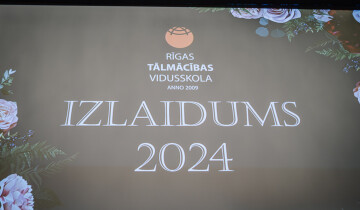 RĪGAS
TĀLMĀCĪBAS
VIDUSSKOLA
ANNO 2009
IZLAIDUMS
2024